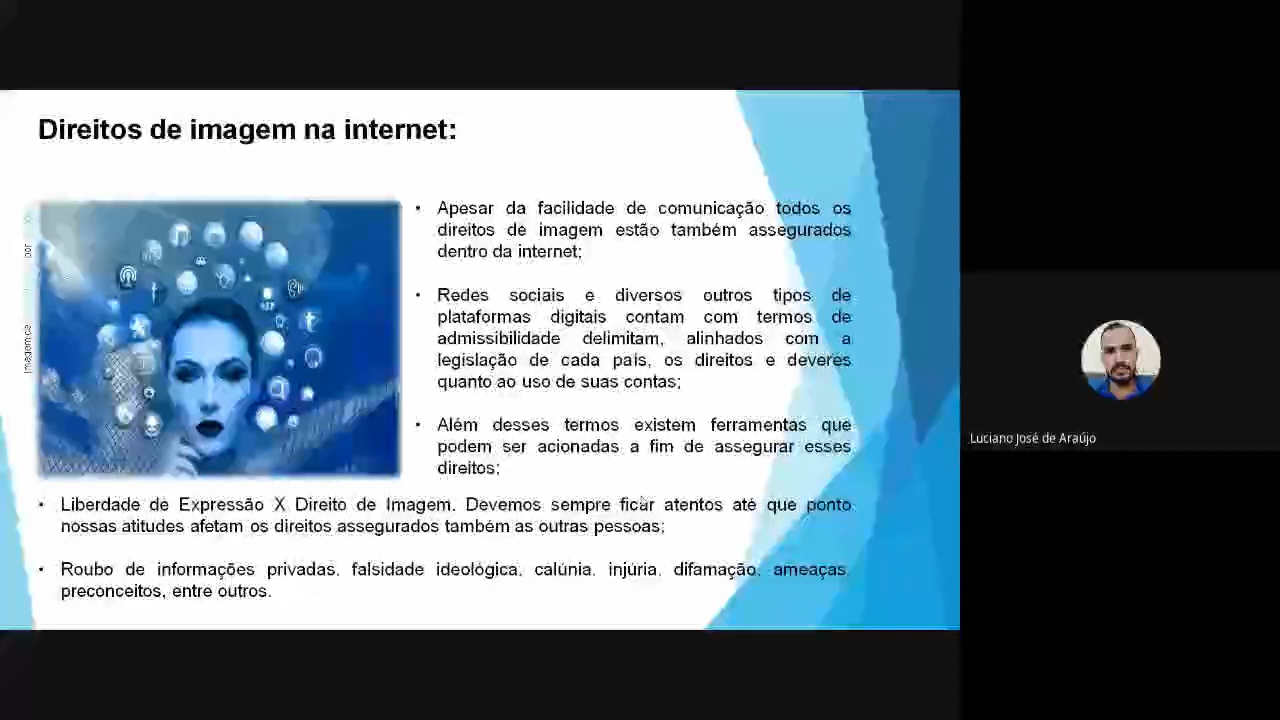 Direitos de imagem na internet:
• Apesar da facilidade de comunicação todos os
direitos de imagem estão também assegurados
dentro da internet;
• Redes sociais e diversos outros tipos de
plataformas digitais contam com termos de
admissibilidade delimitam, alinhados com a
legislação de cada país, os direitos e deveres
quanto ao uso de suas contas;
• Além desses termos existem ferramentas que
podem ser acionadas a fim de assegurar esses
direitos;
• Liberdade de Expressão X Direito de Imagem. Devemos sempre ficar atentos até que ponto
nossas atitudes afetam os direitos assegurados também as outras pessoas;
• Roubo de informações privadas, falsidade ideológica, calúnia, injúria, difamação, ameaças,
preconceitos, entre outros.
Imagem de por
Luciano José de Araújo